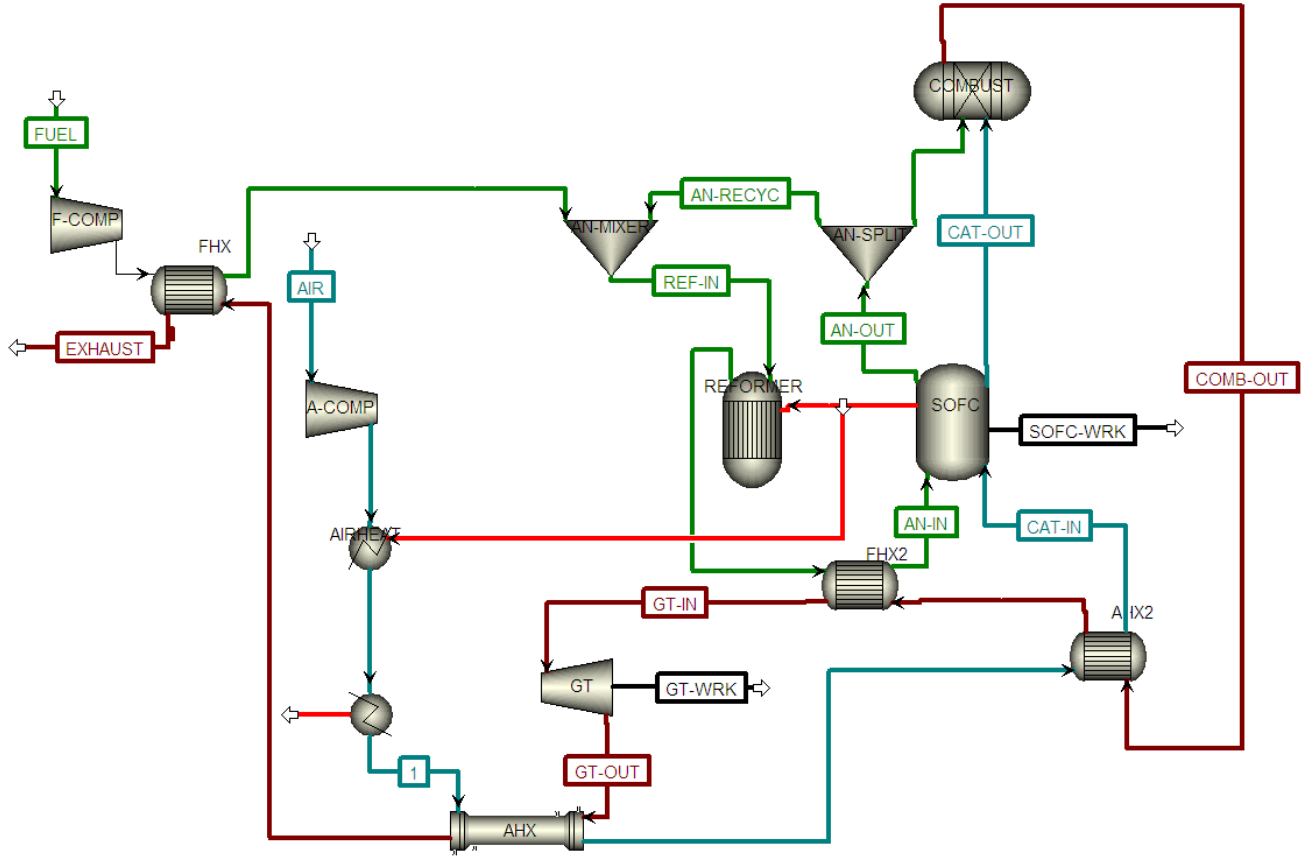 COMBUST
FUEL
AN-RECYC
F-COMP
AN-MIXER
AN-SPLIT
CAT-OUT
FHX
AIR
REF-IN
AN-OUT
EXHAUST
COMB-OUT
REFORMER
A-COMP
SOFC
SOFC-WRK
AN-IN
CAT-IN
AIRHEAT
FHX2
GT-IN
AHX2
GT
GT-WRK
1
GT-OUT
AHX